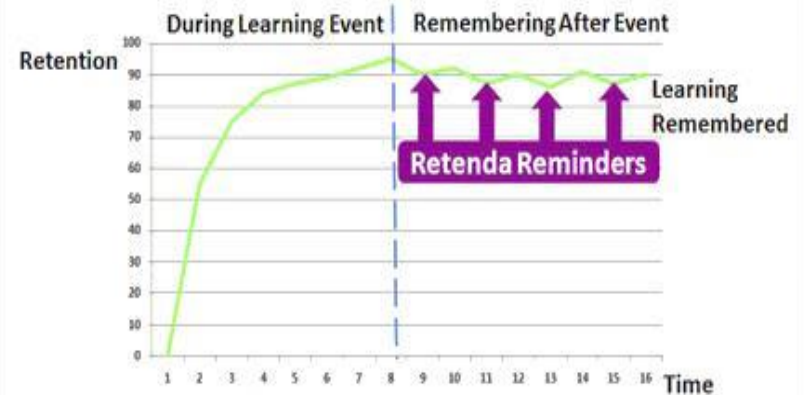 During Learning Event
Remembering After Event
Retention
100
90
80
70
60
50
40
30
20
10
0
Learning
Remembered
Retenda Reminders
1 2 3 4 5 6 7 8 9 10 11 12 13 14 15 16
Time